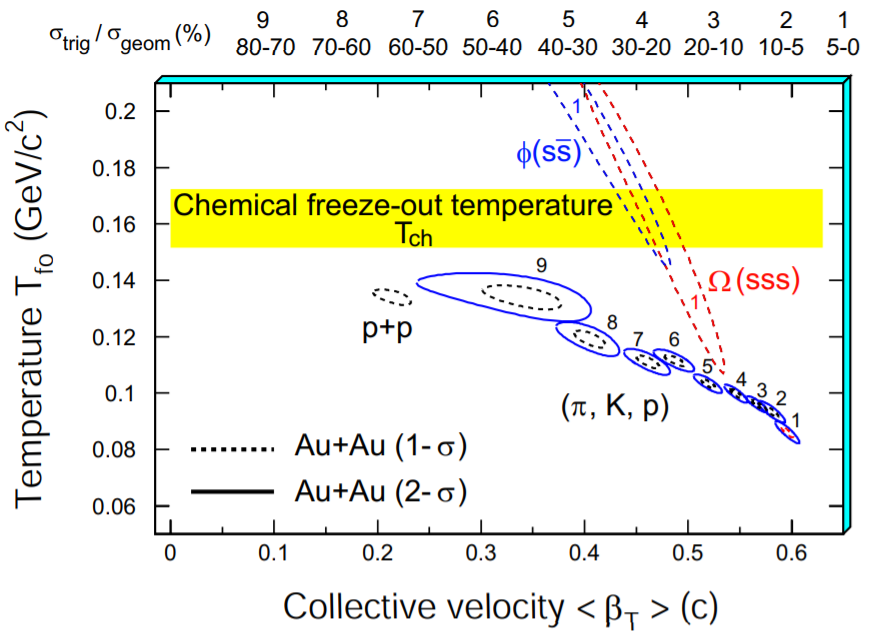 σtrig / σgeom (%) 9 8 7 6 5 4 3 2 1
80-70 70-60 60-50 50-40 40-30 30-20 20-10 10-5 5-0
Temperature Tfo (GeV/c²)
0.2
0.18
0.16
0.14
0.12
0.1
0.08
0.06
1
ϕ(ss̄)
Chemical freeze-out temperature
Tch
9
Ω(sss)
1
p+p
8
7
6
5
4
3
2
1
(π, K, p)
Au+Au (1-σ)
Au+Au (2-σ)
0 0.1 0.2 0.3 0.4 0.5 0.6
Collective velocity < βT > (c)